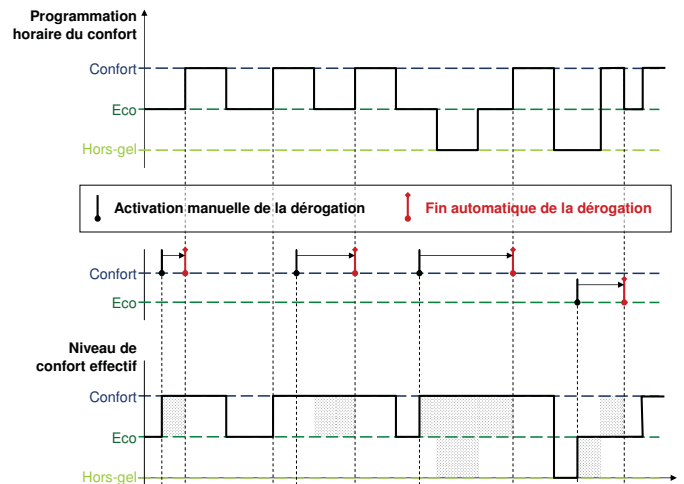 Programmation
horaire du confort
Confort
Eco
Hors-gel
Activation manuelle de la dérogation
Fin automatique de la dérogation
Confort
Eco
Niveau de
confort effectif
Confort
Eco
Hors-gel